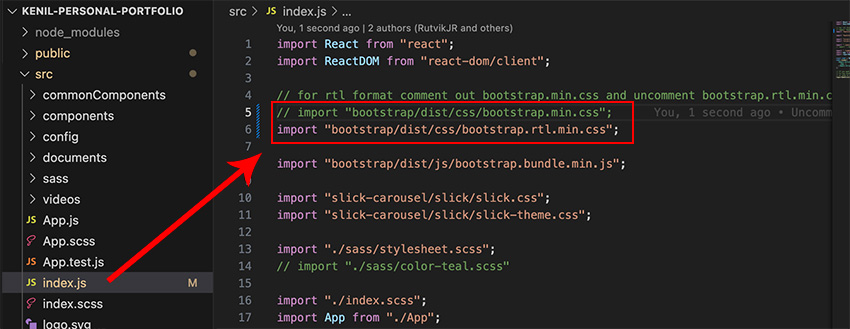 KENIL-PERSONAL-PORTFOLIO
node_modules
public
src
commonComponents
components
config
documents
sass
videos
JS App.js
App.scss
JS App.test.js
JS index.js M
index.scss
logo.svg
src > JS index.js > ...
You, 1 second ago | 2 authors (RutvikJR and others)
1 import React from "react";
2 import ReactDOM from "react-dom/client";
3
4 // for rtl format comment out bootstrap.min.css and uncomment bootstrap.rtl.min.c
5 // import "bootstrap/dist/css/bootstrap.min.css"; You, 1 second ago • Uncomm
6 import "bootstrap/dist/css/bootstrap.rtl.min.css";
7
import "bootstrap/dist/js/bootstrap.bundle.min.js";
10 import "slick-carousel/slick/slick.css";
11 import "slick-carousel/slick/slick-theme.css";
12
13 import "./sass/stylesheet.scss";
14 // import "./sass/color-teal.scss"
15
16 import "./index.scss";
17 import App from "./App";